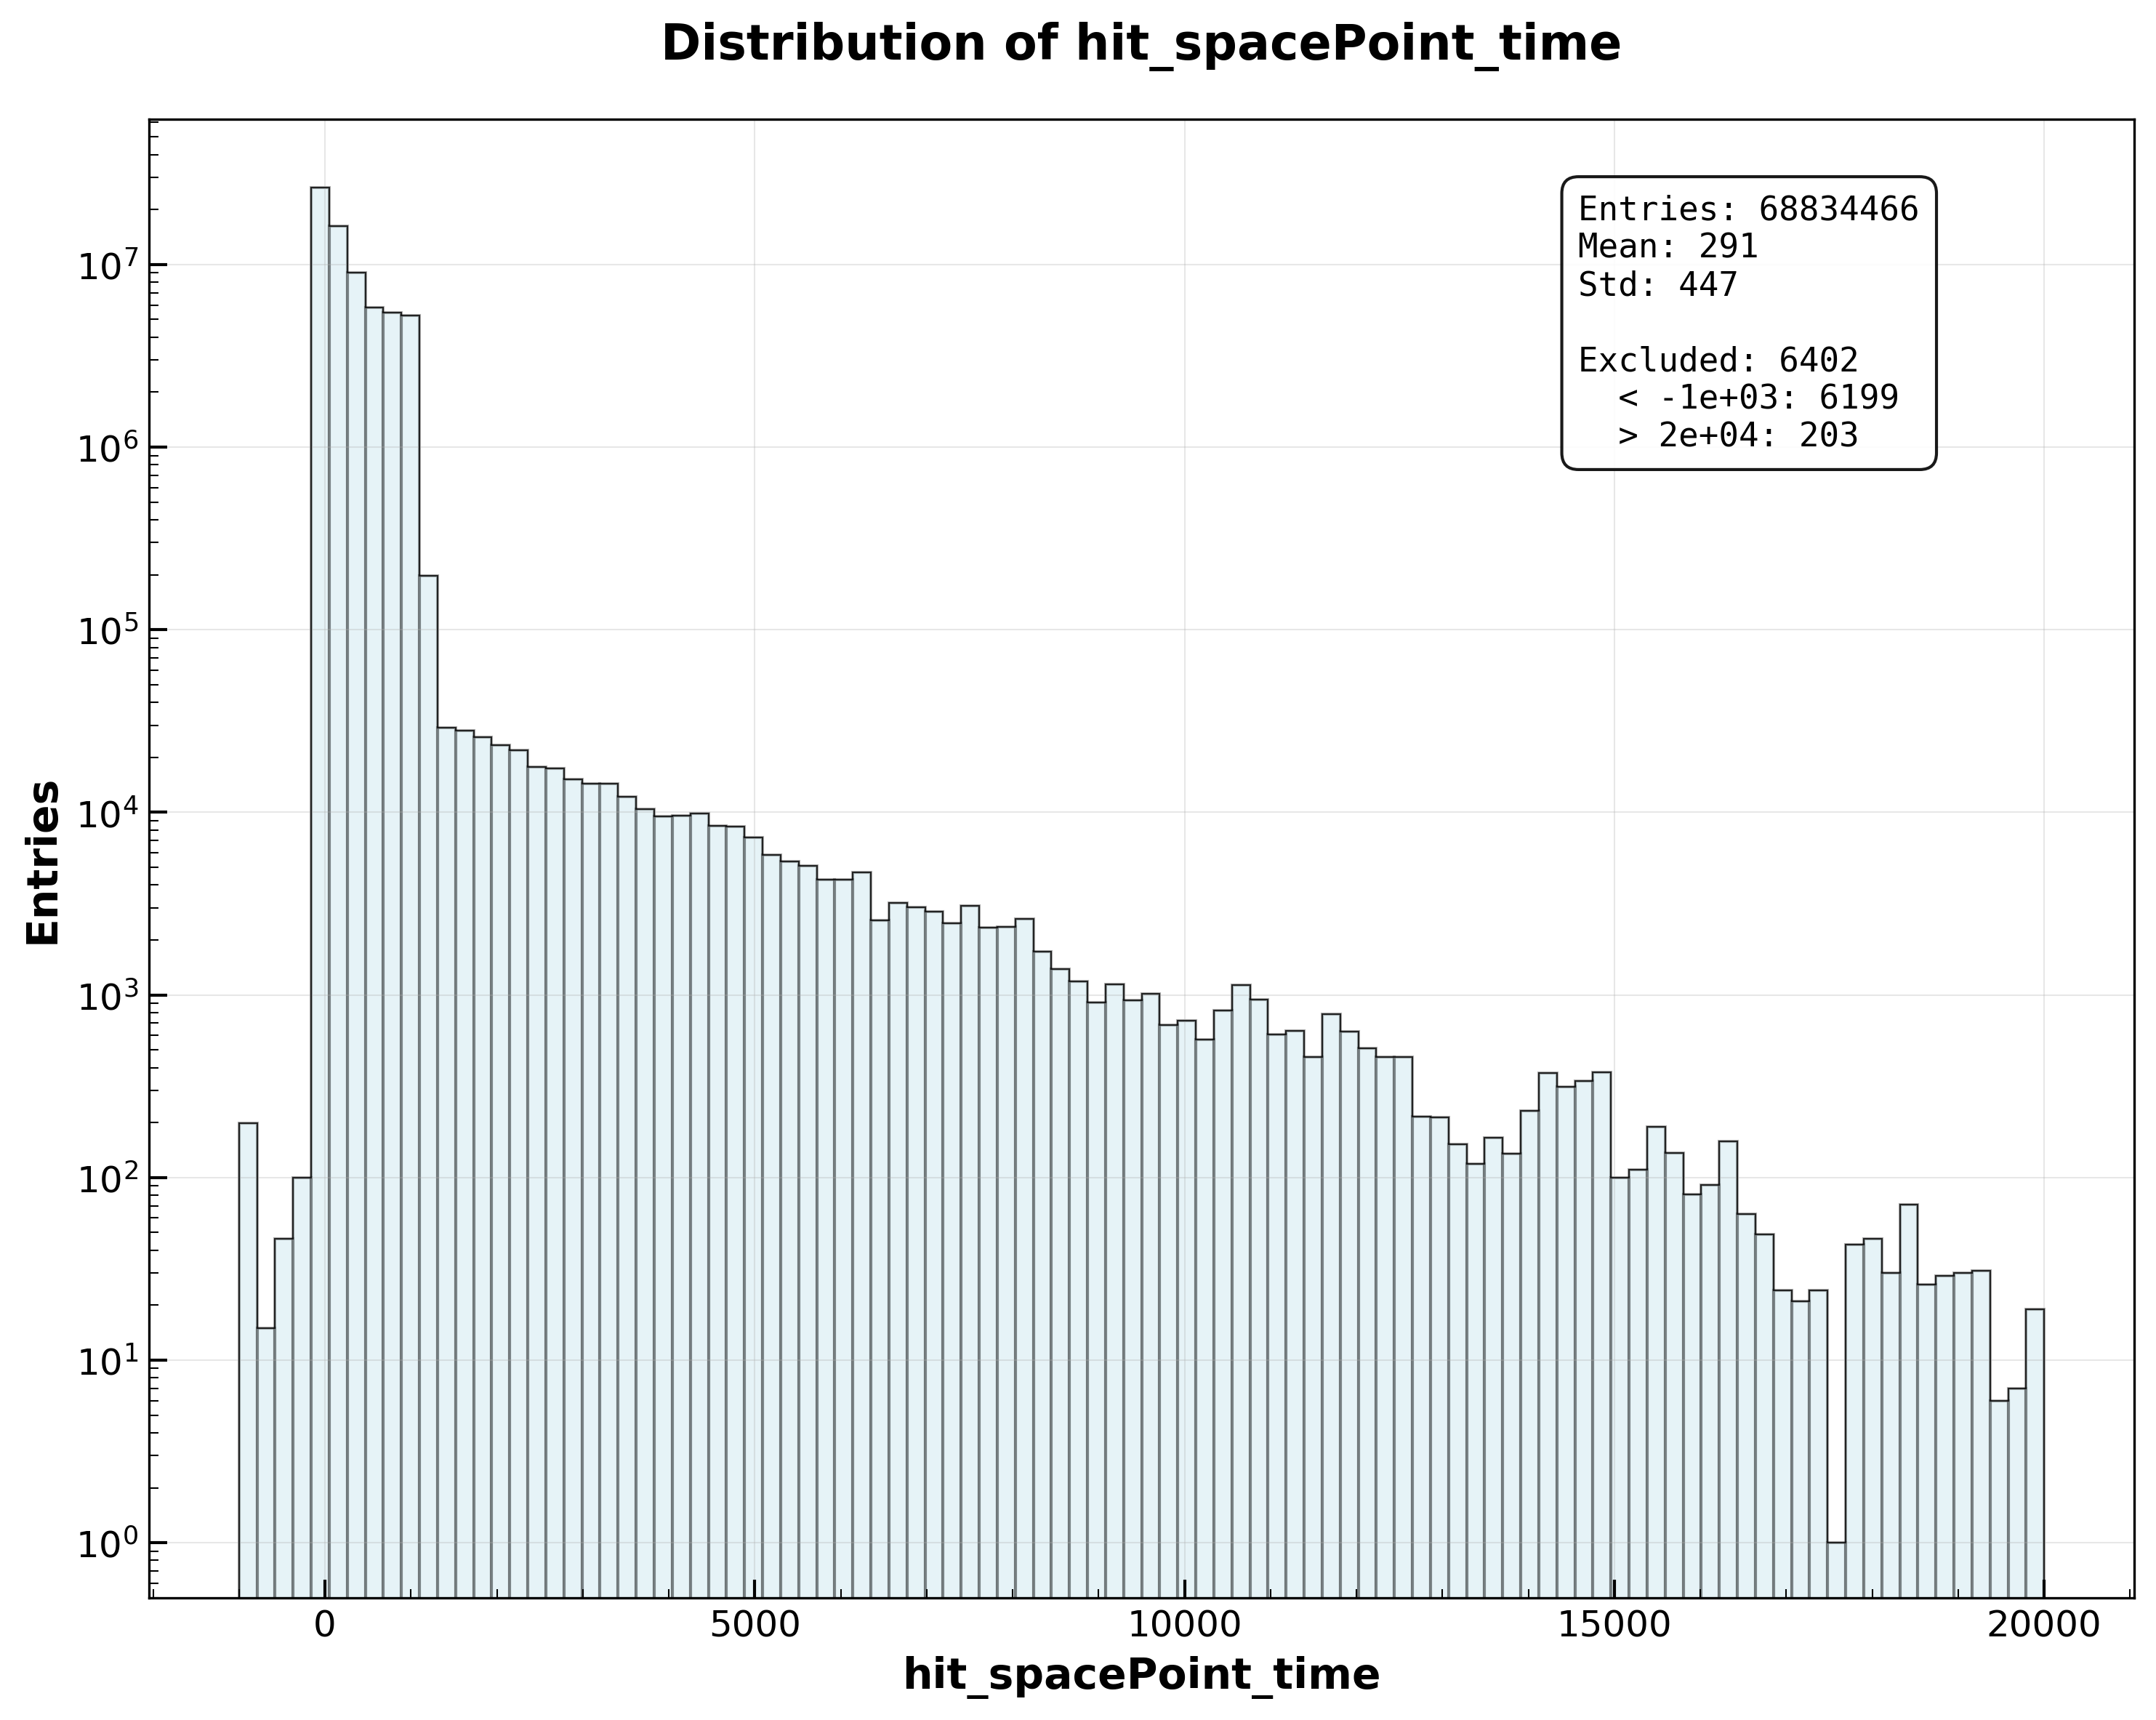 Distribution of hit_spacePoint_time
Entries: 68834466
Mean: 291
Std: 447
Excluded: 6402
< -1e+03: 6199
> 2e+04: 203
10^7
10^6
10^5
10^4
10^3
10^2
10^1
10^0
Entries
0 5000 10000 15000 20000
hit_spacePoint_time